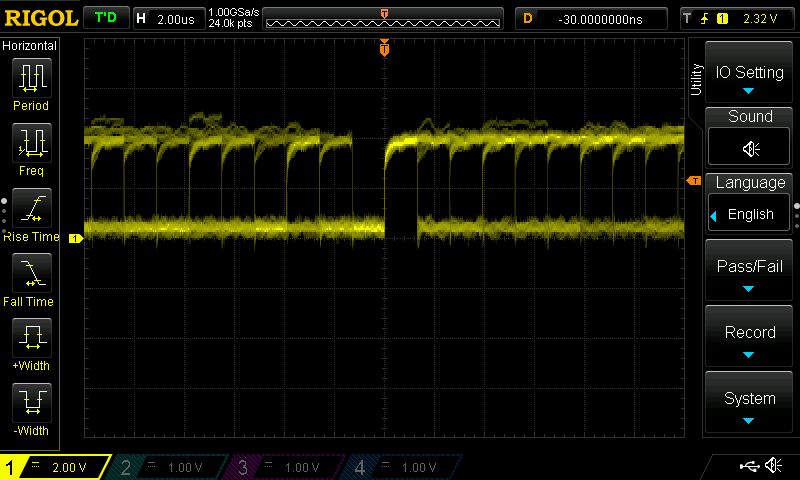 RIGOL T'D H 2.00us 1.00GSa/s 24.0k pts T D -30.0000000ns T 1 2.32 V
Horizontal
Period
Freq
Rise Time
Fall Time
+Width
-Width
T
T
1
Utility
IO Setting
Sound
Language
English
Pass/Fail
Record
System
1 2.00 V 2 1.00 V 3 1.00 V 4 1.00 V